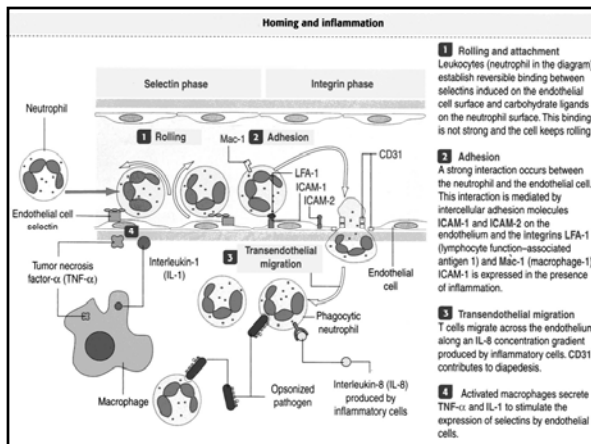 Homing and inflammation
Selectin phase
Integrin phase
Neutrophil
1 Rolling
Mac-1
2 Adhesion
CD31
LFA-1
ICAM-1
ICAM-2
Endothelial cell
selectin
4
Interleukin-1
(IL-1)
3 Transendothelial
migration
Endothelial
cell
Tumor necrosis
factor-α (TNF-α)
Phagocytic
neutrophil
Macrophage
Opsonized
pathogen
Interleukin-8 (IL-8)
produced by
inflammatory cells
1 Rolling and attachment
Leukocytes (neutrophil in the diagram)
establish reversible binding between
selectins induced on the endothelial
cell surface and carbohydrate ligands
on the neutrophil surface. This binding
is not strong and the cell keeps rolling
2 Adhesion
A strong interaction occurs between
the neutrophil and the endothelial cell.
This interaction is mediated by
intercellular adhesion molecules
ICAM-1 and ICAM-2 on the
endothelium and the integrins LFA-1
(lymphocyte function–associated
antigen 1) and Mac-1 (macrophage-1)
ICAM-1 is expressed in the presence
of inflammation.
3 Transendothelial migration
T cells migrate across the endothelium
along an IL-8 concentration gradient
produced by inflammatory cells. CD31
contributes to diapedesis.
4 Activated macrophages secrete
TNF-α and IL-1 to stimulate the
expression of selectins by endothelial
cells.